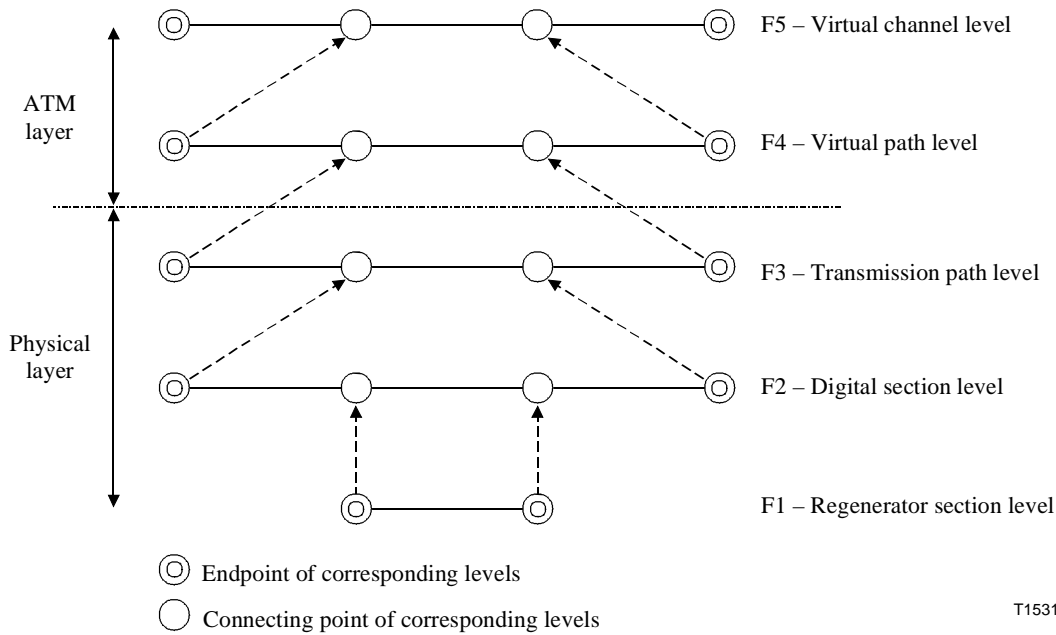 F5 – Virtual channel level
ATM
layer
F4 – Virtual path level
F3 – Transmission path level
Physical
layer
F2 – Digital section level
F1 – Regenerator section level
Endpoint of corresponding levels
Connecting point of corresponding levels
T1531